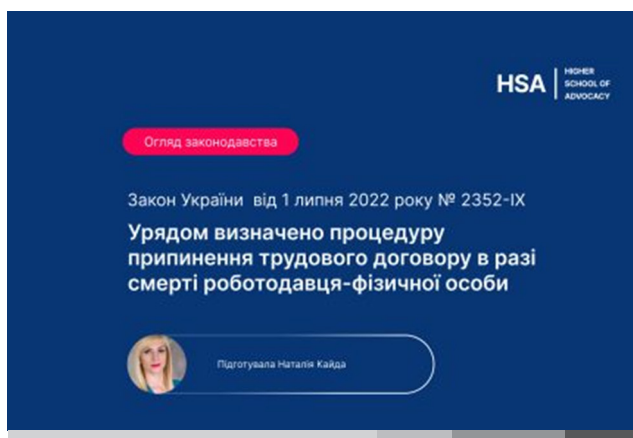 HSA
HIGHER
SCHOOL OF
ADVOCACY
Огляд законодавства
Закон України від 1 липня 2022 року № 2352-IX
Урядом визначено процедуру
припинення трудового договору в разі
смерті роботодавця-фізичної особи
Підготувала Наталія Кайда